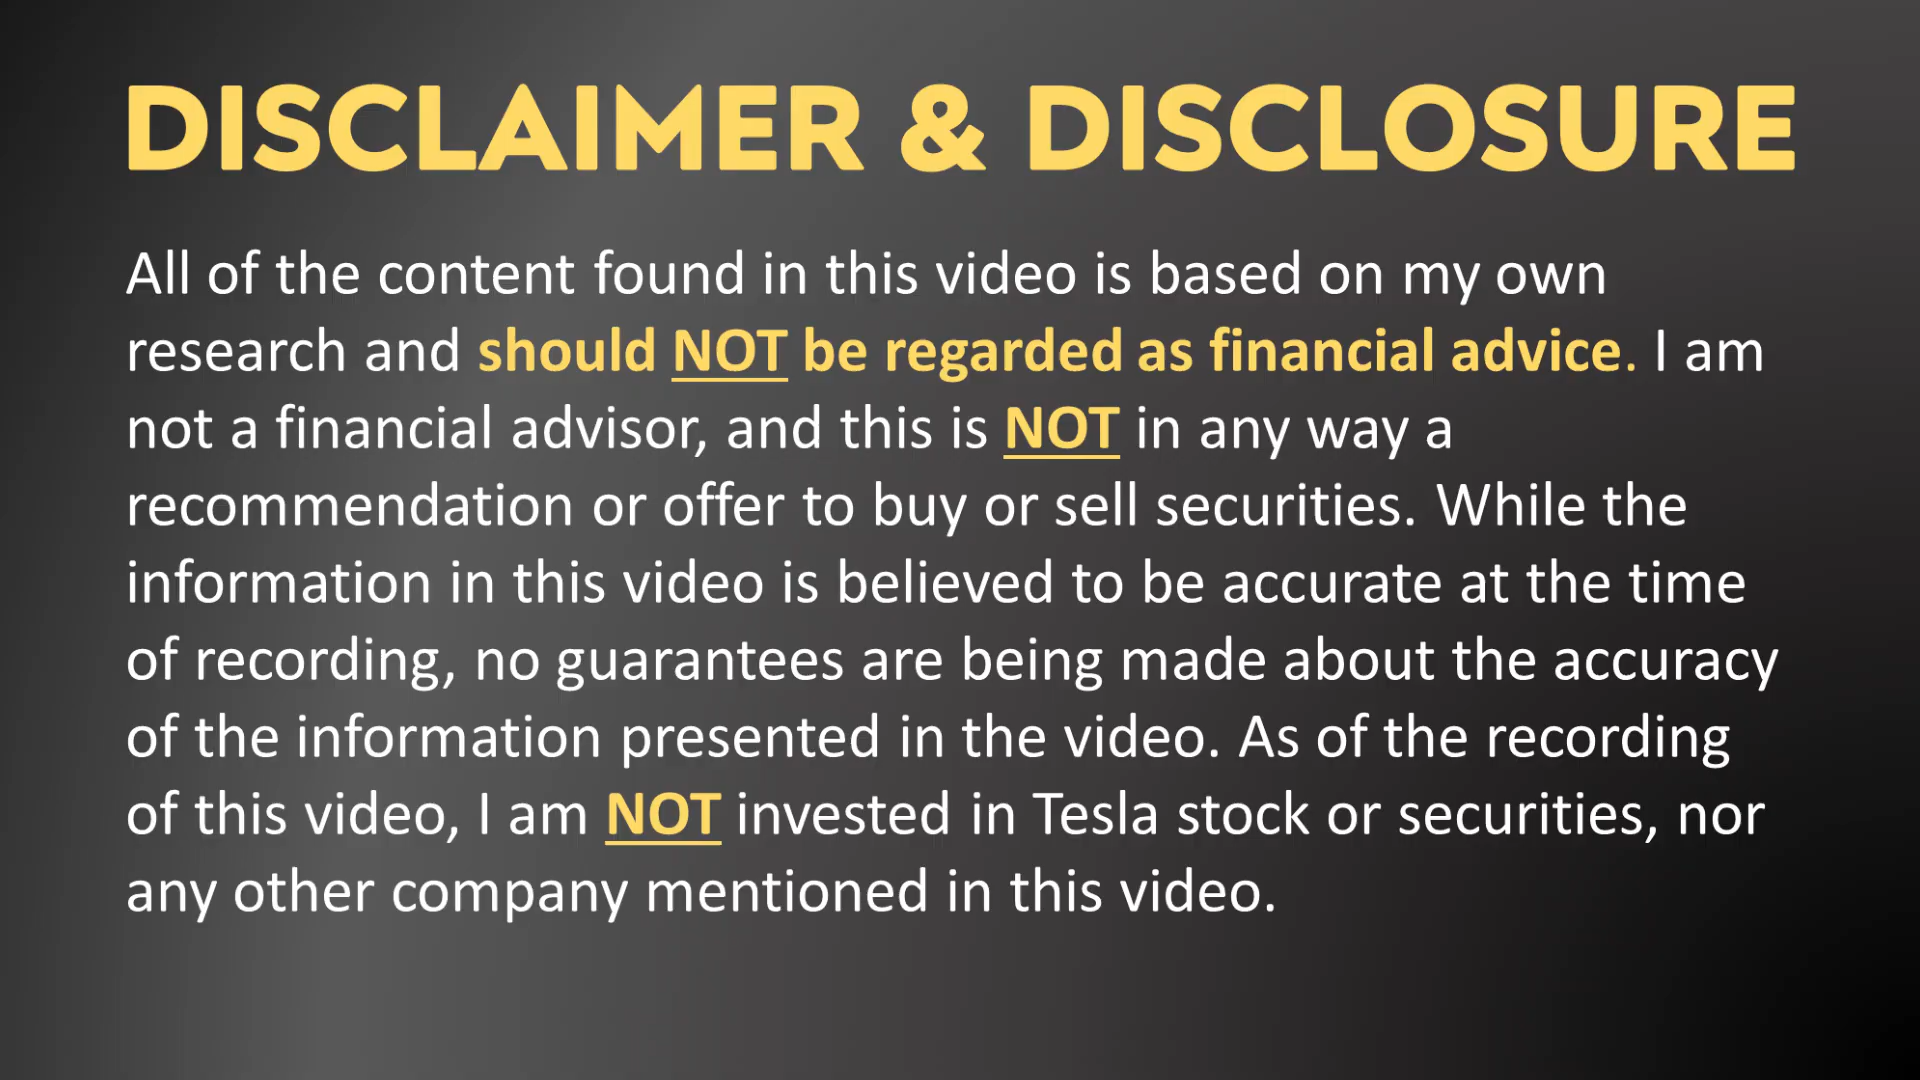 DISCLAIMER & DISCLOSURE
All of the content found in this video is based on my own
research and should NOT be regarded as financial advice. I am
not a financial advisor, and this is NOT in any way a
recommendation or offer to buy or sell securities. While the
information in this video is believed to be accurate at the time
of recording, no guarantees are being made about the accuracy
of the information presented in the video. As of the recording
of this video, I am NOT invested in Tesla stock or securities, nor
any other company mentioned in this video.